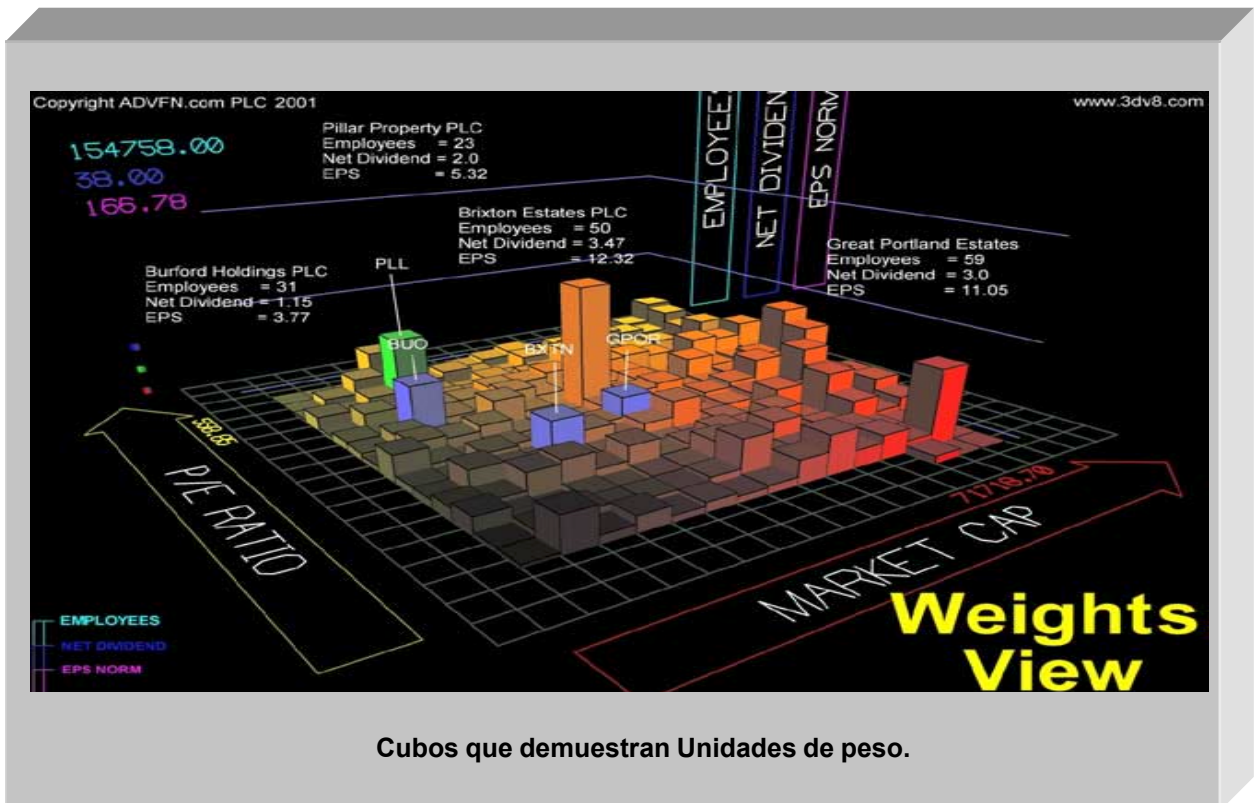 Copyright ADVFN.com PLC 2001
www.3dv8.com
154758.00
38.00
166.78
Pillar Property PLC
Employees = 23
Net Dividend = 2.0
EPS = 5.32
Brixton Estates PLC
Employees = 50
Net Dividend = 3.47
EPS = 12.32
EMPLOYEE
NET DIVIDEN
EPS NORM
Great Portland Estates
Employees = 59
Net Dividend = 3.0
EPS = 11.05
Burford Holdings PLC
Employees = 31
Net Dividend = 1.15
EPS = 3.77
PLL
BUO
BXTN
GPOR
P/E RATIO
71718.70
MARKET CAP
EMPLOYEES
NET DIVIDEND
EPS NORM
Weights
View
Cubos que demuestran Unidades de peso.